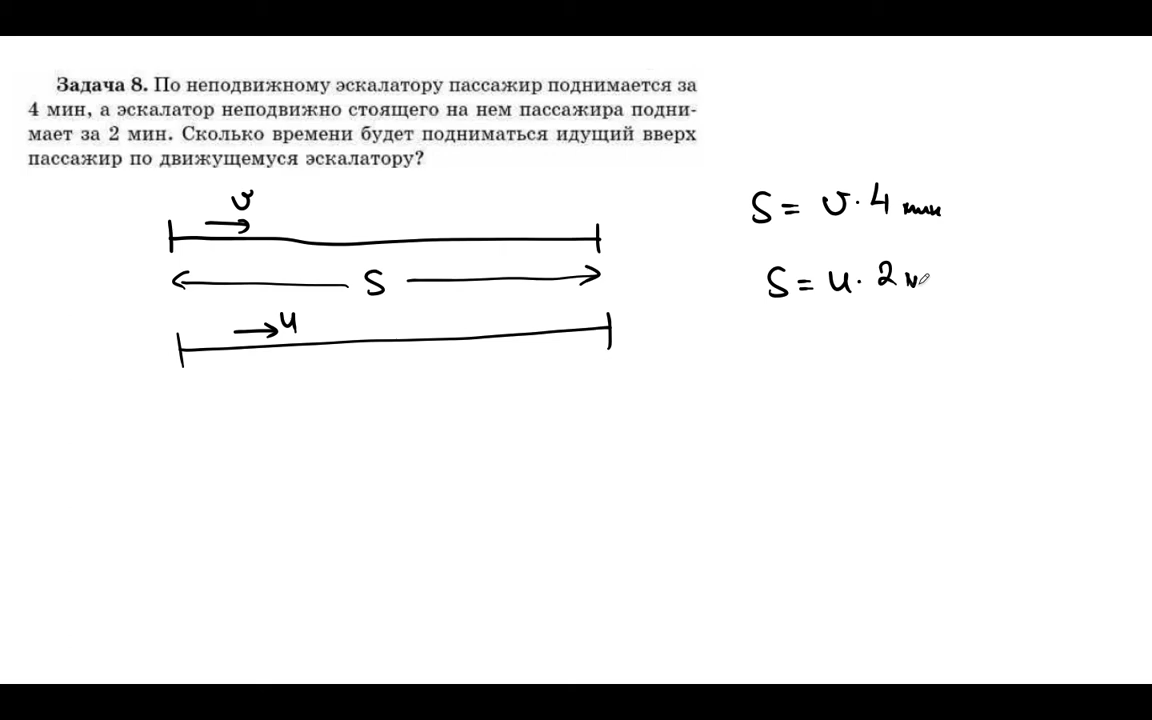 Задача 8. По неподвижному эскалатору пассажир поднимается за
4 мин, а эскалатор неподвижно стоящего на нем пассажира подни-
мает за 2 мин. Сколько времени будет подниматься идущий вверх
пассажир по движущемуся эскалатору?
v
S = v · 4 мин
S
S = u · 2
u